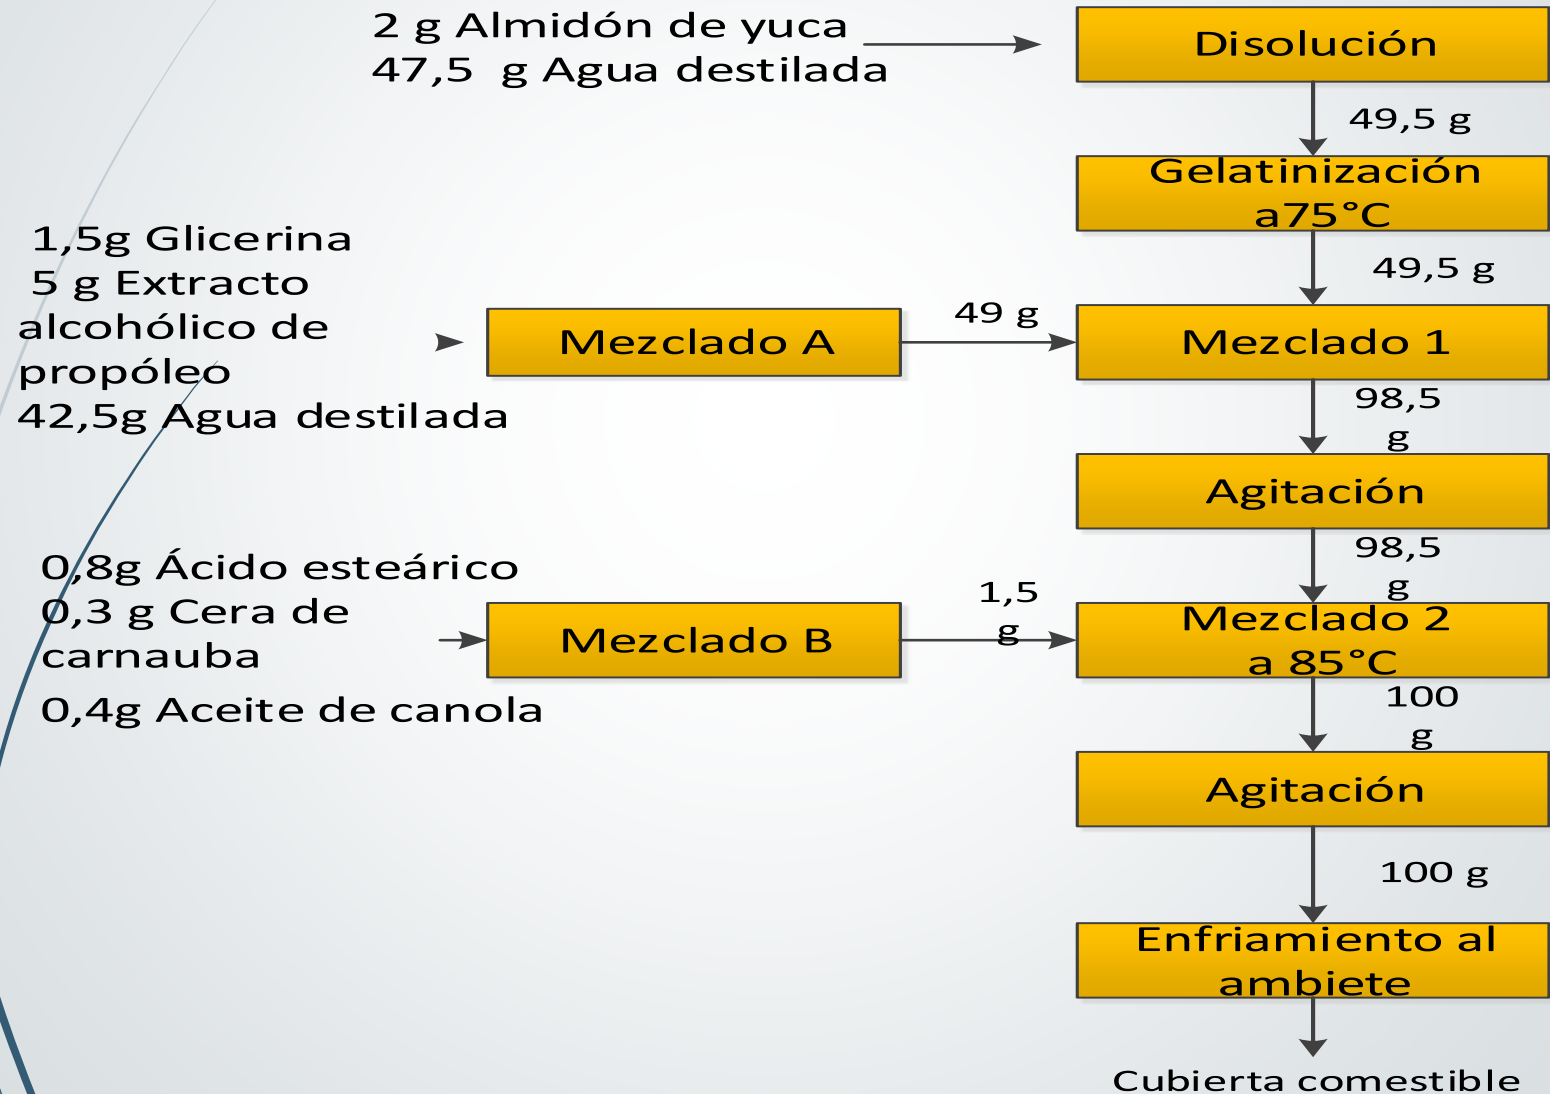 2 g Almidón de yuca
47,5 g Agua destilada
Disolución
49,5 g
Gelatinización
a75°C
49,5 g
1,5g Glicerina
5 g Extracto
alcohólico de
propóleo
42,5g Agua destilada
Mezclado A
49 g
Mezclado 1
98,5
g
Agitación
98,5
g
0,8g Ácido esteárico
0,3 g Cera de
carnauba
0,4g Aceite de canola
Mezclado B
1,5
g
Mezclado 2
a 85°C
100
g
Agitación
100 g
Enfriamiento al
ambiete
Cubierta comestible